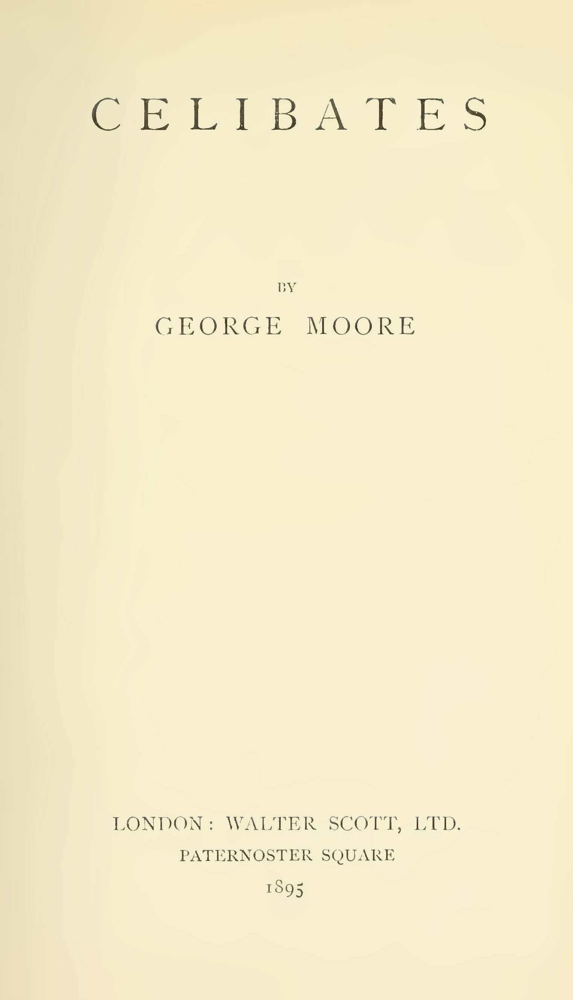 CELIBATES
BY
GEORGE MOORE
LONDON: WALTER SCOTT, LTD.
PATERNOSTER SQUARE
1895